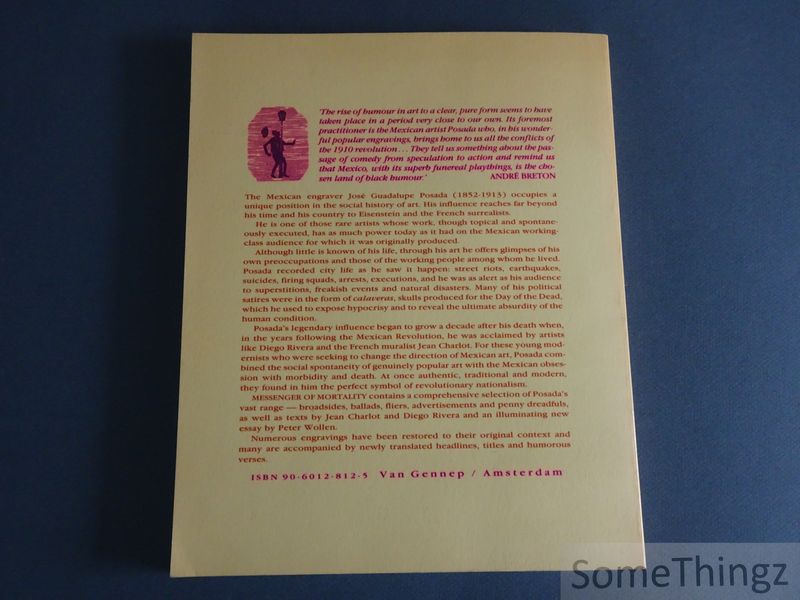 'The rise of humour in art to a clear, pure form seems to have
taken place in a period very close to our own. Its foremost
practitioner is the Mexican artist Posada who, in his wonder-
ful popular engravings, brings home to us all the conflicts of
the 1910 revolution... They tell us something about the pas-
sage of comedy from speculation to action and remind us
that Mexico, with its superb funereal playthings, is the cho-
sen land of black humour.' ANDRÉ BRETON
The Mexican engraver José Guadalupe Posada (1852-1913) occupies a
unique position in the social history of art. His influence reaches far beyond
his time and his country to Eisenstein and the French surrealists.
He is one of those rare artists whose work, though topical and spontane-
ously executed, has as much power today as it had on the Mexican working-
class audience for which it was originally produced.
Although little is known of his life, through his art he offers glimpses of his
own preoccupations and those of the working people among whom he lived.
Posada recorded city life as he saw it happen: street riots, earthquakes,
suicides, firing squads, arrests, executions, and he was as alert as his audience
to superstitions, freakish events and natural disasters. Many of his political
satires were in the form of calaveras, skulls produced for the Day of the Dead,
which he used to expose hypocrisy and to reveal the ultimate absurdity of the
human condition.
Posada's legendary influence began to grow a decade after his death when,
in the years following the Mexican Revolution, he was acclaimed by artists
like Diego Rivera and the French muralist Jean Charlot. For these young mod-
ernists who were seeking to change the direction of Mexican art, Posada com-
bined the social spontaneity of genuinely popular art with the Mexican obses-
sion with morbidity and death. At once authentic, traditional and modern,
they found in him the perfect symbol of revolutionary nationalism.
MESSENGER OF MORTALITY contains a comprehensive selection of Posada's
vast range — broadsides, ballads, fliers, advertisements and penny dreadfuls,
as well as texts by Jean Charlot and Diego Rivera and an illuminating new
essay by Peter Wollen.
Numerous engravings have been restored to their original context and
many are accompanied by newly translated headlines, titles and humorous
verses.
ISBN 90-6012-812-5 Van Gennep / Amsterdam
SomeThingz